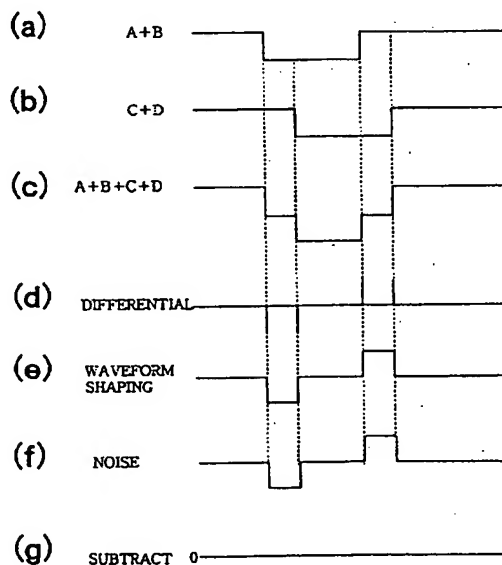 (a) A+B
(b) C+D
(c) A+B+C+D
(d) DIFFERENTIAL
(e) WAVEFORM
SHAPING
(f) NOISE
(g) SUBTRACT 0